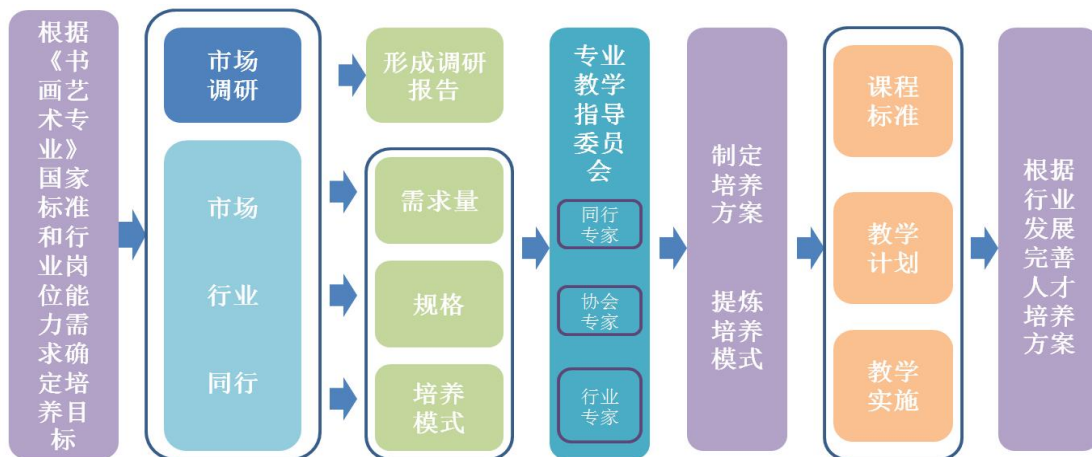 根据
《书
画艺
术专
业》
国家
标准
和行
业岗
位能
力需
求确
定培
养目
标
市场
调研
市场
行业
同行
形成调研
报告
需求量
规格
培养
模式
专业
教学
指导
委员
会
同行
专家
协会
专家
行业
专家
制定
培养
方案
提炼
培养
模式
课程
标准
教学
计划
教学
实施
根据
行业
发展
完善
人才
培养
方案